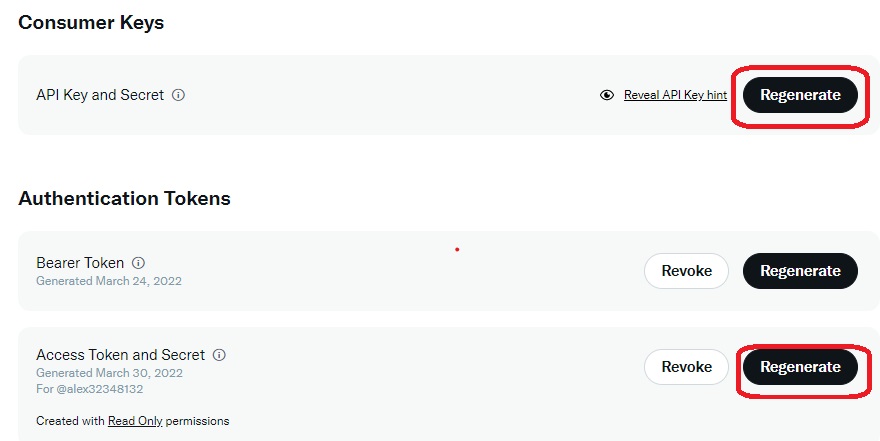 Consumer Keys
API Key and Secret
Reveal API Key hint
Regenerate
Authentication Tokens
Bearer Token
Generated March 24, 2022
Revoke
Regenerate
Access Token and Secret
Generated March 30, 2022
For @alex32348132
Revoke
Regenerate
Created with Read Only permissions